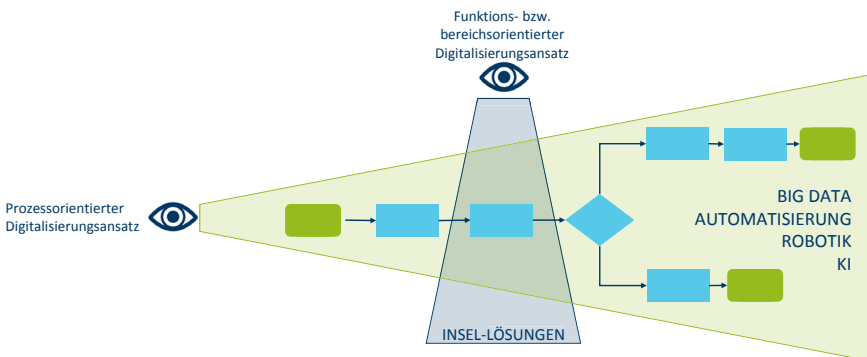 Funktions- bzw.
bereichsorientierter
Digitalisierungsansatz
Prozessorientierter
Digitalisierungsansatz
BIG DATA
AUTOMATISIERUNG
ROBOTIK
KI
INSEL-LÖSUNGEN